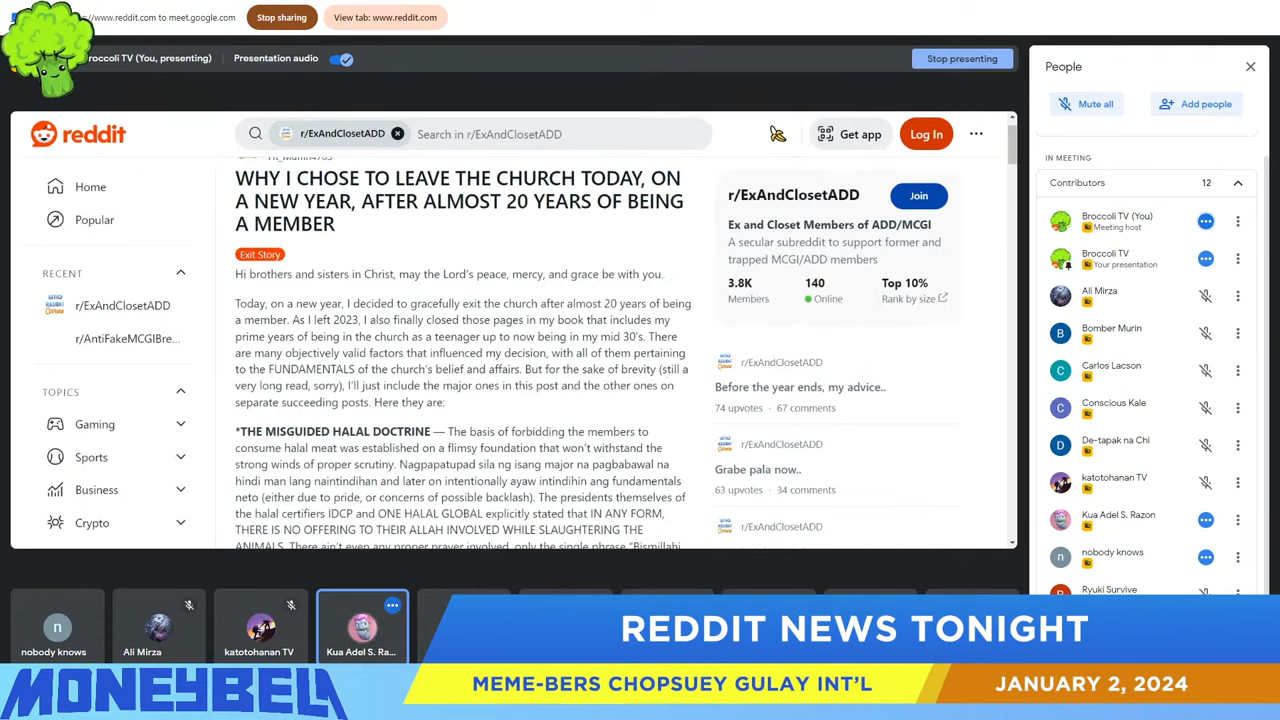 //www.reddit.com to meet.google.com
Stop sharing
View tab: www.reddit.com
Broccoli TV (You, presenting)
Presentation audio
Stop presenting
reddit
r/ExAndClosetADD
Search in r/ExAndClosetADD
Get app
Log In
Home
Popular
RECENT
r/ExAndClosetADD
r/AntiFakeMCGIBre...
TOPICS
Gaming
Sports
Business
Crypto
WHY I CHOSE TO LEAVE THE CHURCH TODAY, ON
A NEW YEAR, AFTER ALMOST 20 YEARS OF BEING
A MEMBER
Exit Story
Hi brothers and sisters in Christ, may the Lord's peace, mercy, and grace be with you.
Today, on a new year, I decided to gracefully exit the church after almost 20 years of being
a member. As I left 2023, I also finally closed those pages in my book that includes my
prime years of being in the church as a teenager up to now being in my mid 30's. There
are many objectively valid factors that influenced my decision, with all of them pertaining
to the FUNDAMENTALS of the church's belief and affairs. But for the sake of brevity (still a
very long read, sorry), I'll just include the major ones in this post and the other ones on
separate succeeding posts. Here they are:
*THE MISGUIDED HALAL DOCTRINE — The basis of forbidding the members to
consume halal meat was established on a flimsy foundation that won't withstand the
strong winds of proper scrutiny. Nagpapatupad sila ng isang major na pagbabawal na
hindi man lang naintindihan and later on intentionally ayaw intindihin ang fundamentals
neto (either due to pride, or concerns of possible backlash). The presidents themselves of
the halal certifiers IDCP and ONE HALAL GLOBAL explicitly stated that IN ANY FORM,
THERE IS NO OFFERING TO THEIR ALLAH INVOLVED WHILE SLAUGHTERING THE
ANIMALS. There ain't even any proper prayer involved, only the single phrase "Bismillahi
r/ExAndClosetADD
Join
Ex and Closet Members of ADD/MCGI
A secular subreddit to support former and
trapped MCGI/ADD members
3.8K
140
Top 10%
Members
Online
Rank by size
r/ExAndClosetADD
Before the year ends, my advice..
74 upvotes · 67 comments
r/ExAndClosetADD
Grabe pala now..
63 upvotes · 34 comments
r/ExAndClosetADD
People
Mute all
Add people
IN MEETING
Contributors
12
Broccoli TV (You)
Meeting host
Broccoli TV
Your presentation
Ali Mirza
Bomber Murin
B
Carlos Lacson
C
Conscious Kale
C
De-tapak na Chi
D
katotohanan TV
Kua Adel S. Razon
nobody knows
n
Ryuki Survive
n
nobody knows
Ali Mirza
katotohanan TV
Kua Adel S. Ra...
REDDIT NEWS TONIGHT
MONEYBELA
MEME-BERS CHOPSUEY GULAY INT'L
JANUARY 2, 2024